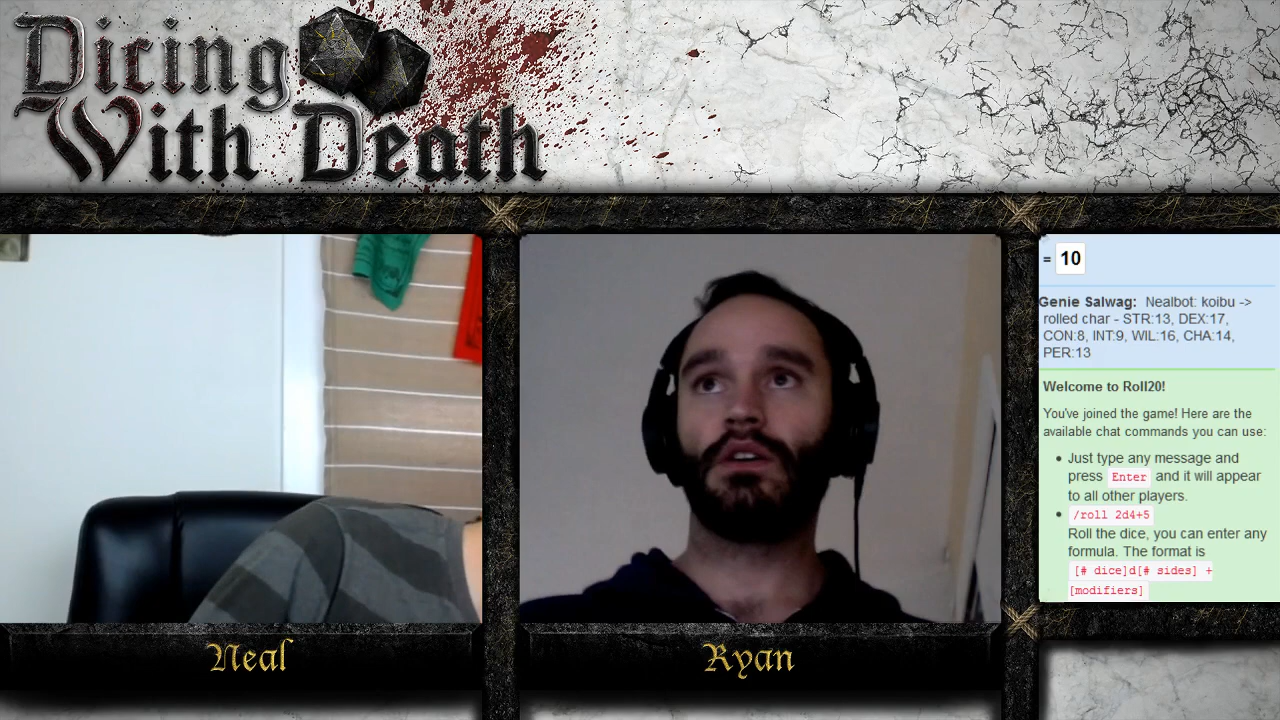 Dicing
With Death
= 10
Genie Salwag: Nealbot: koibu ->
rolled char - STR:13, DEX:17,
CON:8, INT:9, WIL:16, CHA:14,
PER:13
Welcome to Roll20!
You've joined the game! Here are the
available chat commands you can use:
• Just type any message and
press Enter and it will appear
to all other players.
• /roll 2d4+5
Roll the dice, you can enter any
formula. The format is
[# dice]d[# sides] +
[modifiers]
Neal
Ryan